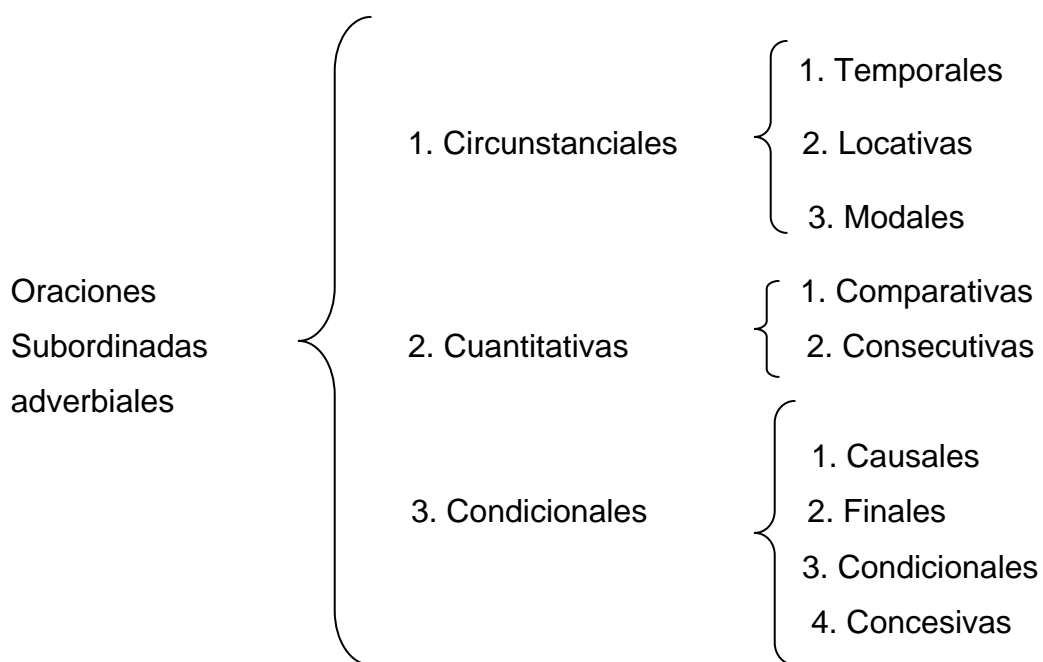 Oraciones
Subordinadas
adverbiales
1. Circunstanciales
1. Temporales
2. Locativas
3. Modales
2. Cuantitativas
1. Comparativas
2. Consecutivas
3. Condicionales
1. Causales
2. Finales
3. Condicionales
4. Concesivas